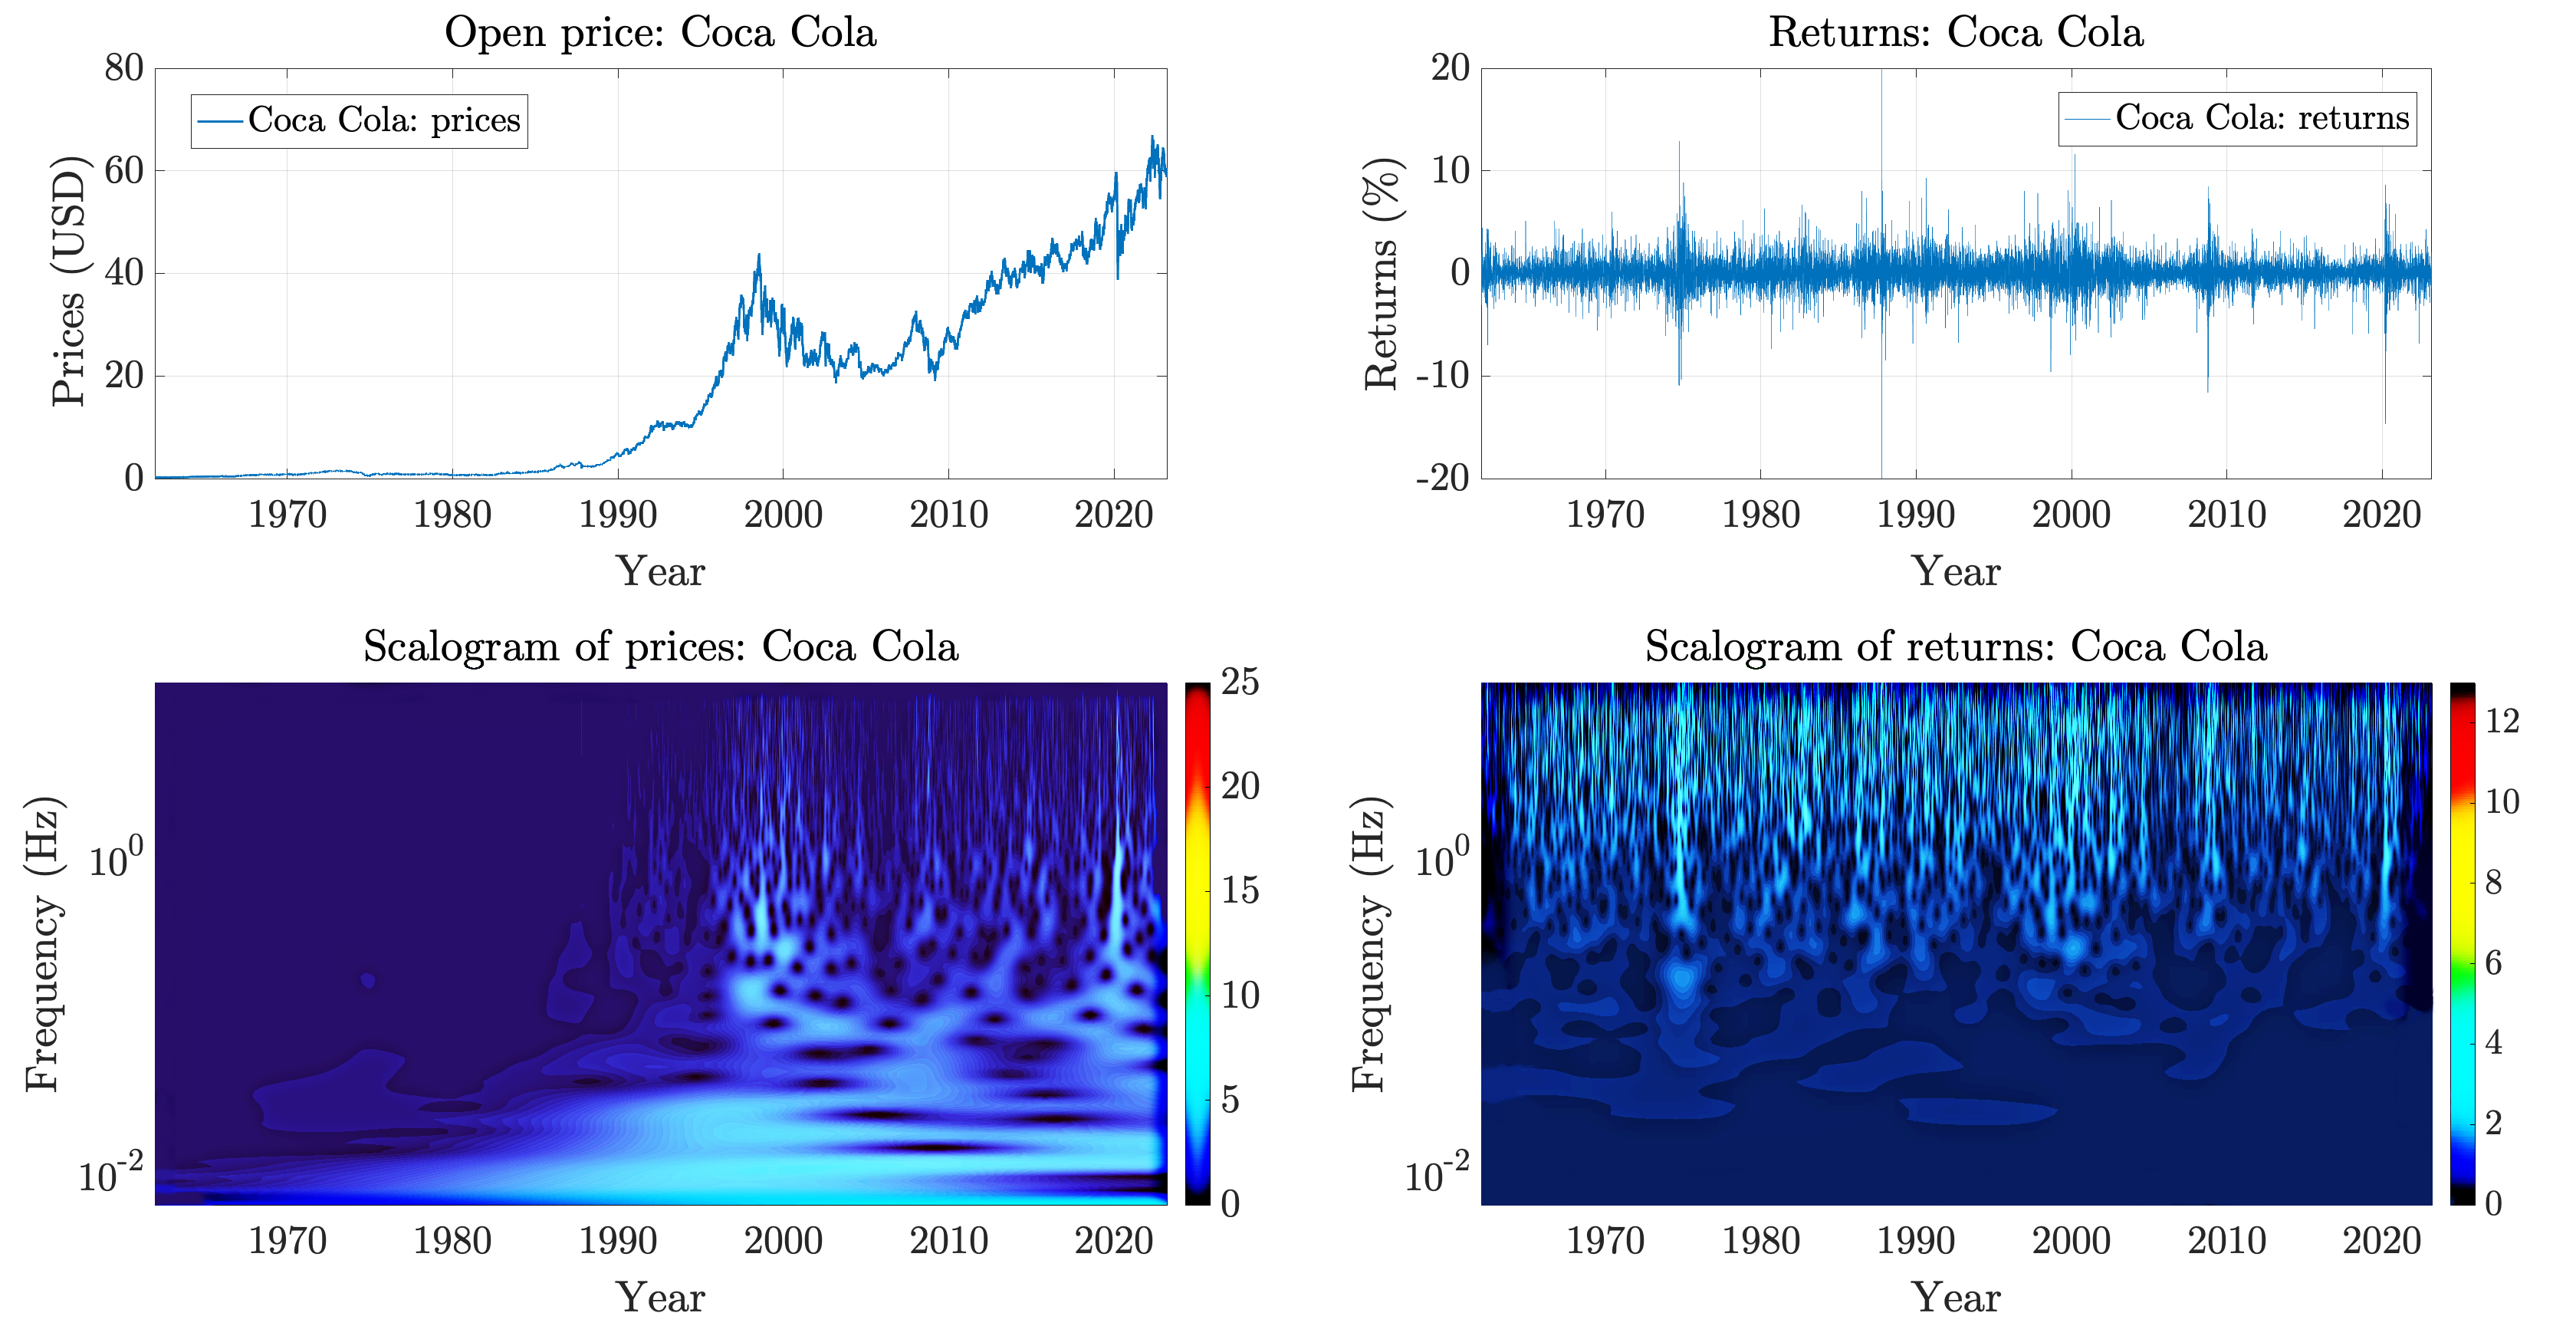 Open price: Coca Cola
80
60
40
20
0
Prices (USD)
Coca Cola: prices
1970 1980 1990 2000 2010 2020
Year
Returns: Coca Cola
20
10
0
-10
-20
Returns (%)
Coca Cola: returns
1970 1980 1990 2000 2010 2020
Year
Scalogram of prices: Coca Cola
Frequency (Hz)
10^0
10^-2
1970 1980 1990 2000 2010 2020
Year
25
20
15
10
5
0
Scalogram of returns: Coca Cola
Frequency (Hz)
10^0
10^-2
1970 1980 1990 2000 2010 2020
Year
12
10
8
6
4
2
0